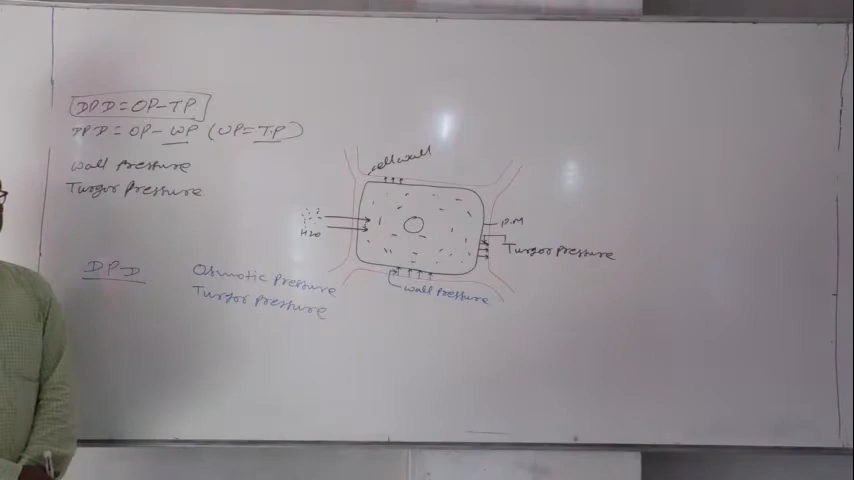 DPD = OP - TP
DPD = OP - WP (WP = T.P)
Wall Pressure
Turgor Pressure
cell wall
H2O
P.M
Turgor Pressure
Wall Pressure
DPD
Osmotic Pressure
Turgor Pressure